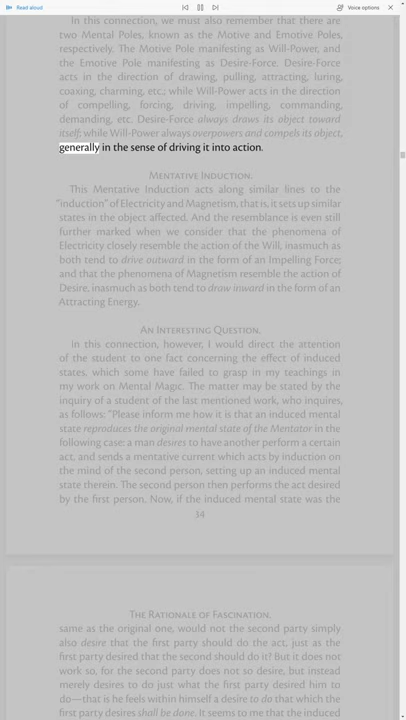 Read aloud
Voice options
In this connection, we must also remember that there are
two Mental Poles, known as the Motive and Emotive Poles,
respectively. The Motive Pole manifesting as Will-Power, and
the Emotive Pole manifesting as Desire-Force. Desire-Force
acts in the direction of drawing, pulling, attracting, luring,
coaxing, charming, etc.; while Will-Power acts in the direction
of compelling, forcing, driving, impelling, commanding,
demanding, etc. Desire-Force always draws its object toward
itself; while Will-Power always overpowers and compels its object,
generally in the sense of driving it into action.
Mentative Induction.
This Mentative Induction acts along similar lines to the
"induction" of Electricity and Magnetism, that is, it sets up similar
states in the object affected. And the resemblance is even still
further marked when we consider that the phenomena of
Electricity closely resemble the action of the Will, inasmuch as
both tend to drive outward in the form of an Impelling Force;
and that the phenomena of Magnetism resemble the action of
Desire, inasmuch as both tend to draw inward in the form of an
Attracting Energy.
An Interesting Question.
In this connection, however, I would direct the attention
of the student to one fact concerning the effect of induced
states, which some have failed to grasp in my teachings in
my work on Mental Magic. The matter may be stated by the
inquiry of a student of the last mentioned work, who inquires,
as follows: "Please inform me how it is that an induced mental
state reproduces the original mental state of the Mentator in the
following case: a man desires to have another perform a certain
act, and sends a mentative current which acts by induction on
the mind of the second person, setting up an induced mental
state therein. The second person then performs the act desired
by the first person. Now, if the induced mental state was the
34
The Rationale of Fascination.
same as the original one, would not the second party simply
also desire that the first party should do the act, just as the
first party desired that the second should do it? But it does not
work so, for the second party does not so desire, but instead
merely desires to do just what the first party desired him to
do—that is he feels within himself a desire to do that which the
first party desires shall be done. It seems to me that the induced